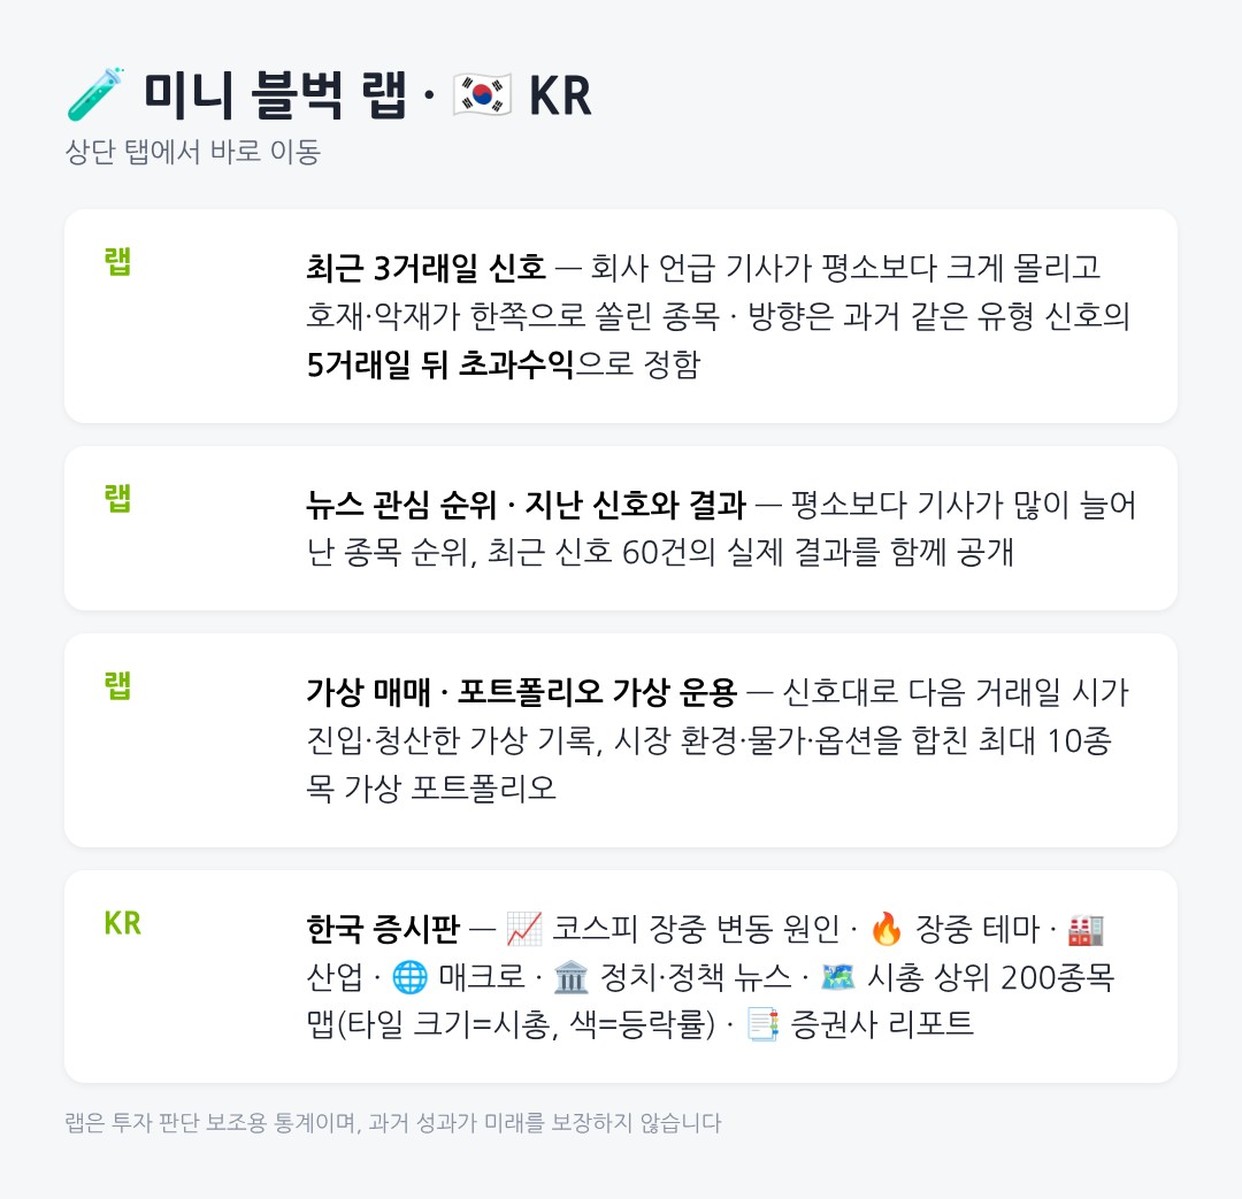 🧪 미니 블벅 랩 · 🇰🇷 KR
상단 탭에서 바로 이동
랩
최근 3거래일 신호 — 회사 언급 기사가 평소보다 크게 몰리고
호재·악재가 한쪽으로 쏠린 종목 · 방향은 과거 같은 유형 신호의
5거래일 뒤 초과수익으로 정함
랩
뉴스 관심 순위 · 지난 신호와 결과 — 평소보다 기사가 많이 늘어
난 종목 순위, 최근 신호 60건의 실제 결과를 함께 공개
랩
가상 매매 · 포트폴리오 가상 운용 — 신호대로 다음 거래일 시가
진입·청산한 가상 기록, 시장 환경·물가·옵션을 합친 최대 10종
목 가상 포트폴리오
KR
한국 증시판 — 📈 코스피 장중 변동 원인 · 🔥 장중 테마 · 🏭
산업 · 🌐 매크로 · 🏛️ 정치·정책 뉴스 · 🗺️ 시총 상위 200종목
맵(타일 크기=시총, 색=등락률) · 📑 증권사 리포트
랩은 투자 판단 보조용 통계이며, 과거 성과가 미래를 보장하지 않습니다